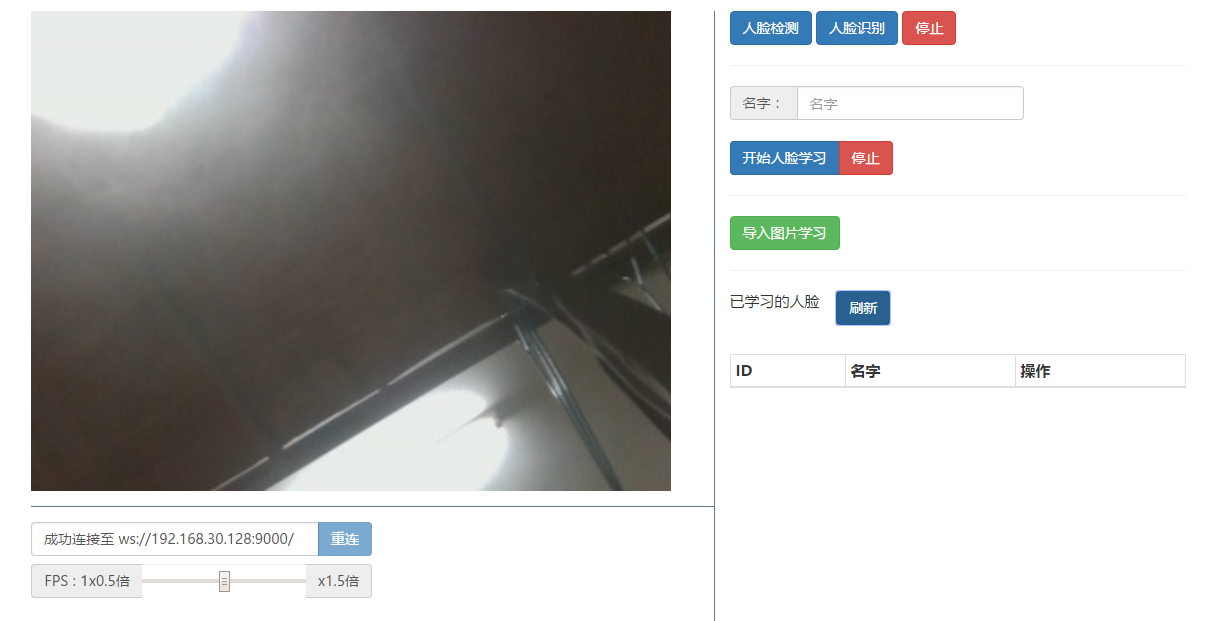 人脸检测 人脸识别 停止
名字： 名字
开始人脸学习 停止
导入图片学习
已学习的人脸 刷新
ID 名字 操作
成功连接至 ws://192.168.30.128:9000/ 重连
FPS : 1x0.5倍 x1.5倍